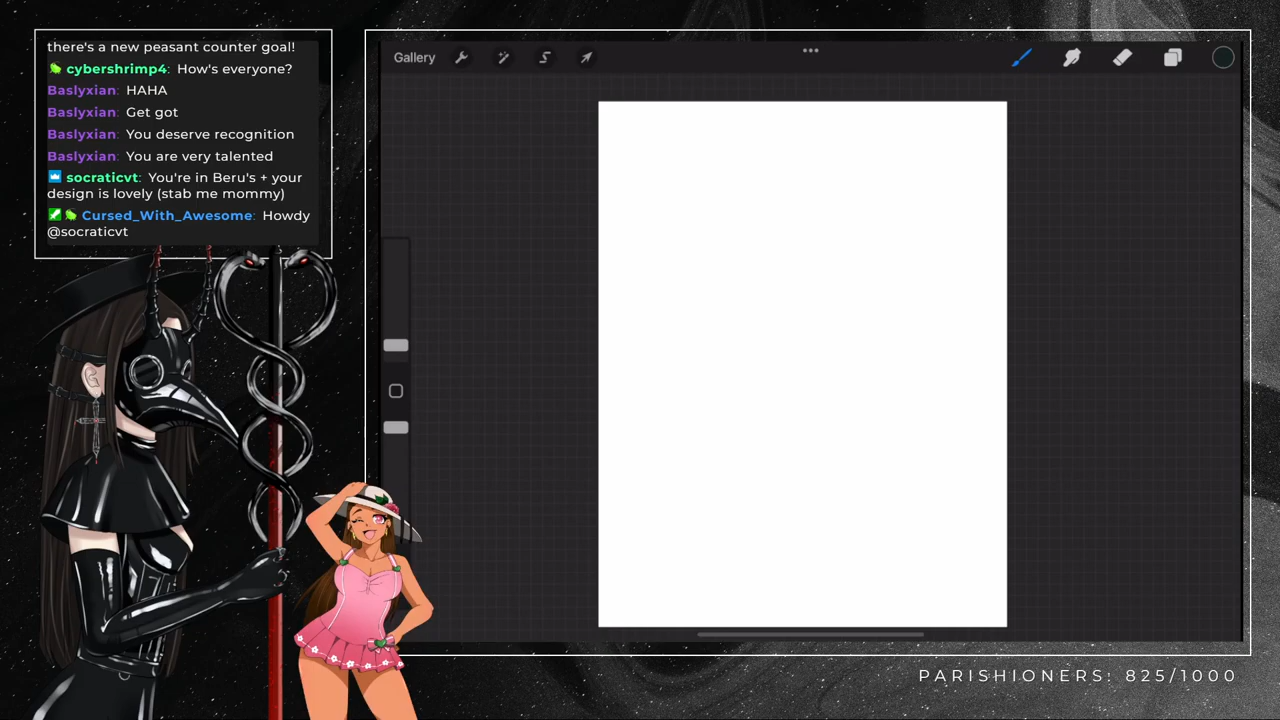 there's a new peasant counter goal!
cybershrimp4: How's everyone?
Baslyxian: HAHA
Baslyxian: Get got
Baslyxian: You deserve recognition
Baslyxian: You are very talented
socraticvt: You're in Beru's + your
design is lovely (stab me mommy)
Cursed_With_Awesome: Howdy
@socraticvt
Gallery
PARISHIONERS: 825/1000